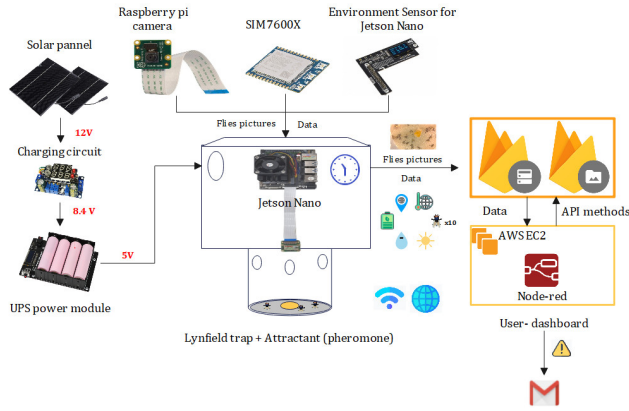 Raspberry pi
camera
SIM7600X
Environment Sensor for
Jetson Nano
Solar pannel
12V
Charging circuit
8.4 V
UPS power module
5V
Flies pictures
Data
Jetson Nano
Lynfield trap + Attractant (pheromone)
Flies pictures
Data
x10
Data
API methods
AWS EC2
Node-red
User- dashboard